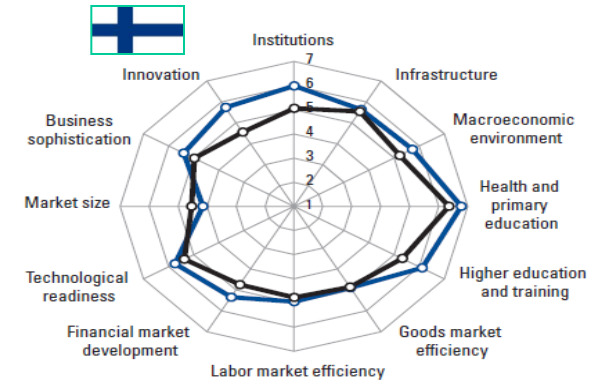 Institutions
7
6
5
4
3
2
1
Infrastructure
Macroeconomic
environment
Health and
primary
education
Higher education
and training
Goods market
efficiency
Labor market efficiency
Financial market
development
Technological
readiness
Market size
Business
sophistication
Innovation